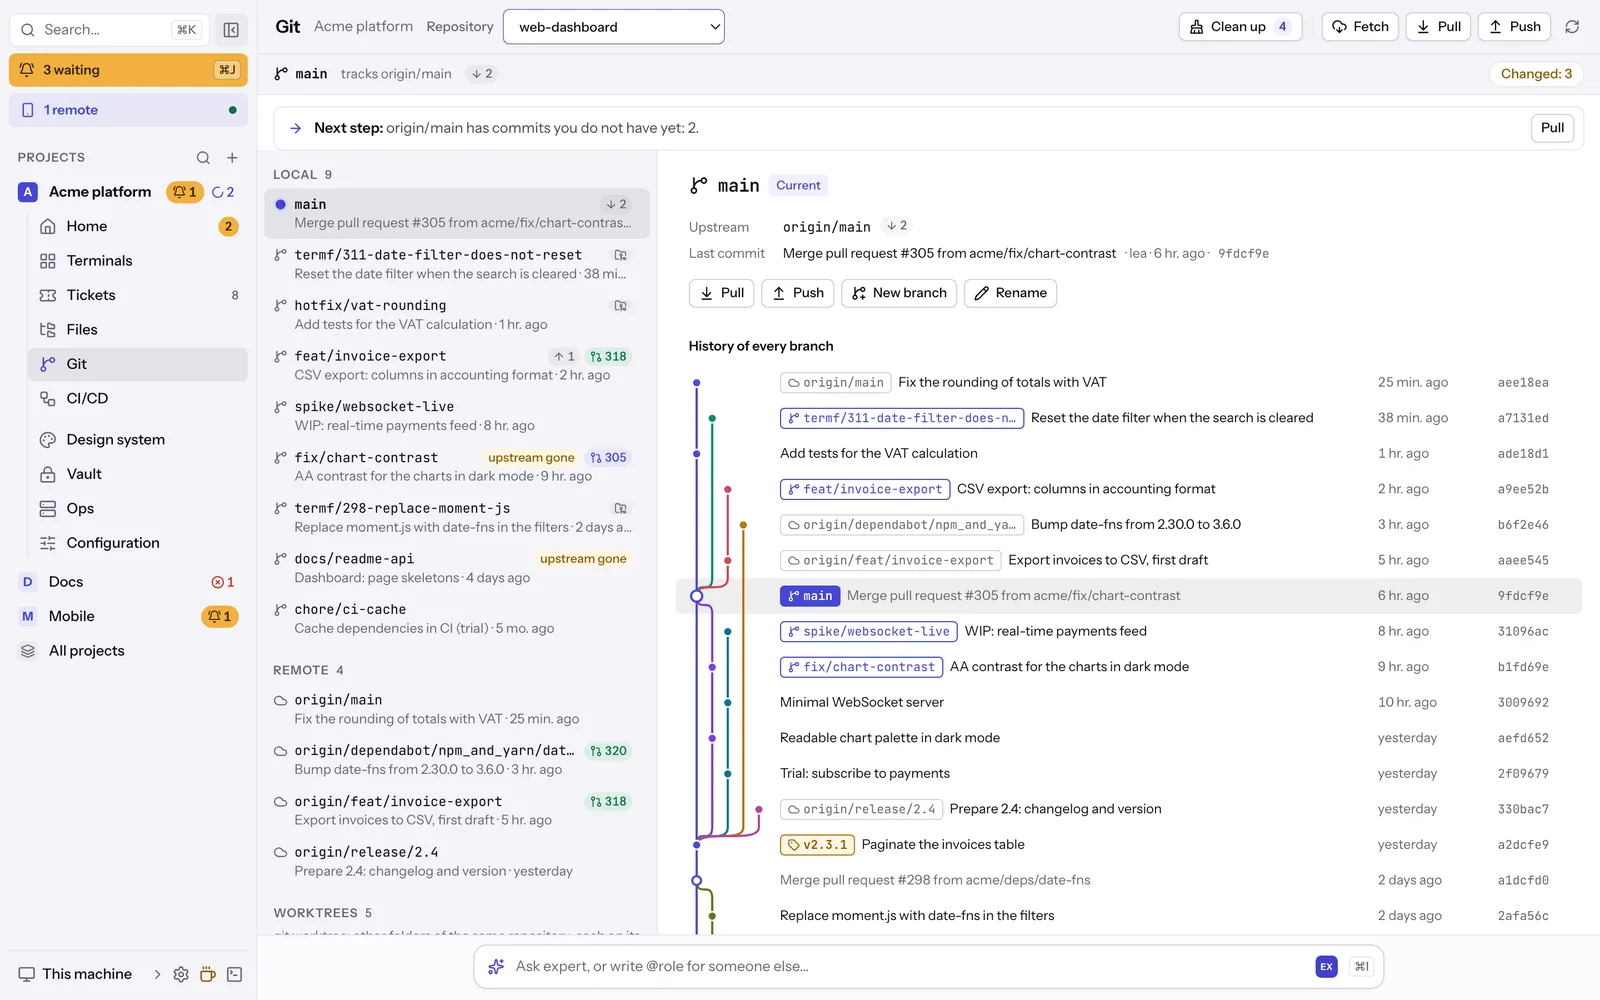 Search...
⌘K
3 waiting
⌘J
1 remote
PROJECTS
A Acme platform 1 2
Home 2
Terminals
Tickets 8
Files
Git
CI/CD
Design system
Vault
Ops
Configuration
D Docs 1
M Mobile 1
All projects
This machine
Git Acme platform Repository web-dashboard
Clean up 4
Fetch
Pull
Push
main tracks origin/main ↓ 2
Changed: 3
Next step: origin/main has commits you do not have yet: 2.
Pull
LOCAL 9
main ↓ 2
Merge pull request #305 from acme/fix/chart-contras...
termf/311-date-filter-does-not-reset
Reset the date filter when the search is cleared · 38 mi...
hotfix/vat-rounding
Add tests for the VAT calculation · 1 hr. ago
feat/invoice-export ↑ 1 318
CSV export: columns in accounting format · 2 hr. ago
spike/websocket-live
WIP: real-time payments feed · 8 hr. ago
fix/chart-contrast upstream gone 305
AA contrast for the charts in dark mode · 9 hr. ago
termf/298-replace-moment-js
Replace moment.js with date-fns in the filters · 2 days a...
docs/readme-api upstream gone
Dashboard: page skeletons · 4 days ago
chore/ci-cache
Cache dependencies in CI (trial) · 5 mo. ago
REMOTE 4
origin/main
Fix the rounding of totals with VAT · 25 min. ago
origin/dependabot/npm_and_yarn/dat... 320
Bump date-fns from 2.30.0 to 3.6.0 · 3 hr. ago
origin/feat/invoice-export 318
Export invoices to CSV, first draft · 5 hr. ago
origin/release/2.4
Prepare 2.4: changelog and version · yesterday
WORKTREES 5
main Current
Upstream origin/main ↓ 2
Last commit Merge pull request #305 from acme/fix/chart-contrast · lea · 6 hr. ago · 9fdcf9e
Pull
Push
New branch
Rename
History of every branch
origin/main Fix the rounding of totals with VAT 25 min. ago aee18ea
termf/311-date-filter-does-n... Reset the date filter when the search is cleared 38 min. ago a7131ed
Add tests for the VAT calculation 1 hr. ago ade18d1
feat/invoice-export CSV export: columns in accounting format 2 hr. ago a9ee52b
origin/dependabot/npm_and_ya... Bump date-fns from 2.30.0 to 3.6.0 3 hr. ago b6f2e46
origin/feat/invoice-export Export invoices to CSV, first draft 5 hr. ago aaee545
main Merge pull request #305 from acme/fix/chart-contrast 6 hr. ago 9fdcf9e
spike/websocket-live WIP: real-time payments feed 8 hr. ago 31096ac
fix/chart-contrast AA contrast for the charts in dark mode 9 hr. ago b1fd69e
Minimal WebSocket server 10 hr. ago 3009692
Readable chart palette in dark mode yesterday aefd652
Trial: subscribe to payments yesterday 2f09679
origin/release/2.4 Prepare 2.4: changelog and version yesterday 330bac7
v2.3.1 Paginate the invoices table yesterday a2dcfe9
Merge pull request #298 from acme/deps/date-fns 2 days ago a1dcfd0
Replace moment.js with date-fns in the filters 2 days ago 2afa56c
Ask expert, or write @role for someone else...
EX
⌘I